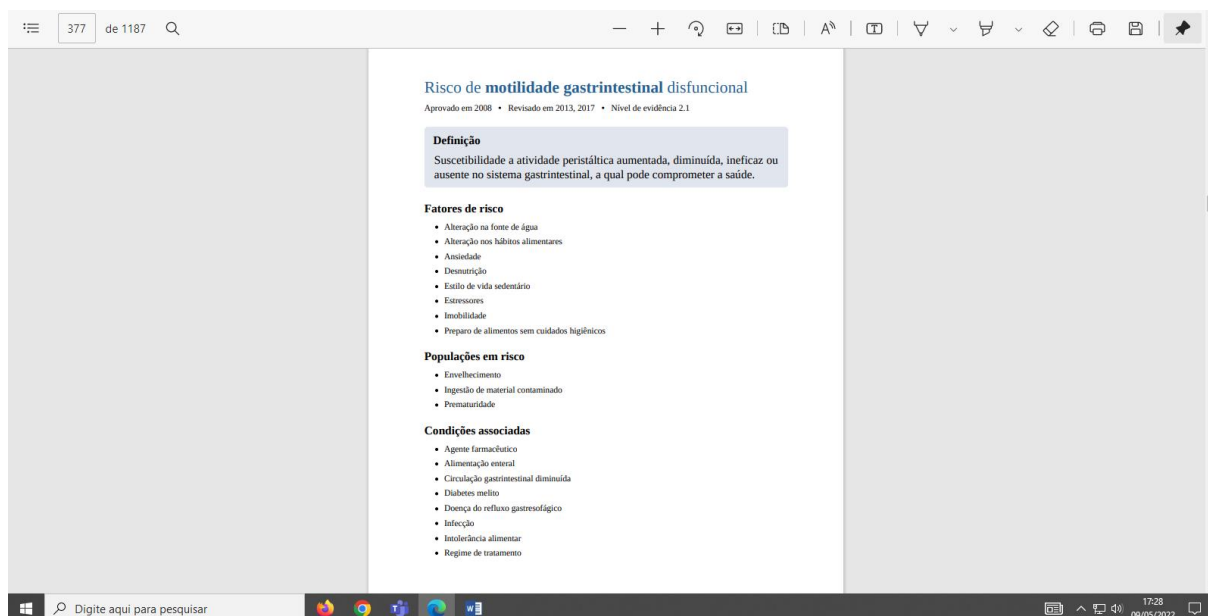 377 de 1187
Risco de motilidade gastrintestinal disfuncional
Aprovado em 2008 • Revisado em 2013, 2017 • Nível de evidência 2.1
Definição
Suscetibilidade a atividade peristáltica aumentada, diminuída, ineficaz ou
ausente no sistema gastrintestinal, a qual pode comprometer a saúde.
Fatores de risco
• Alteração na fonte de água
• Alteração nos hábitos alimentares
• Ansiedade
• Desnutrição
• Estilo de vida sedentário
• Estressores
• Imobilidade
• Preparo de alimentos sem cuidados higiênicos
Populações em risco
• Envelhecimento
• Ingestão de material contaminado
• Prematuridade
Condições associadas
• Agente farmacêutico
• Alimentação enteral
• Circulação gastrintestinal diminuída
• Diabetes melito
• Doença do refluxo gastresofágico
• Infecção
• Intolerância alimentar
• Regime de tratamento
Digite aqui para pesquisar
17:28
09/05/2022